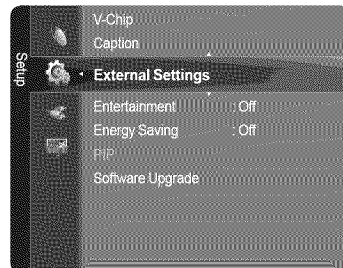 Setup
V-Chip
Caption
External Settings
Entertainment : Off
Energy Saving : Off
PIP
Software Upgrade